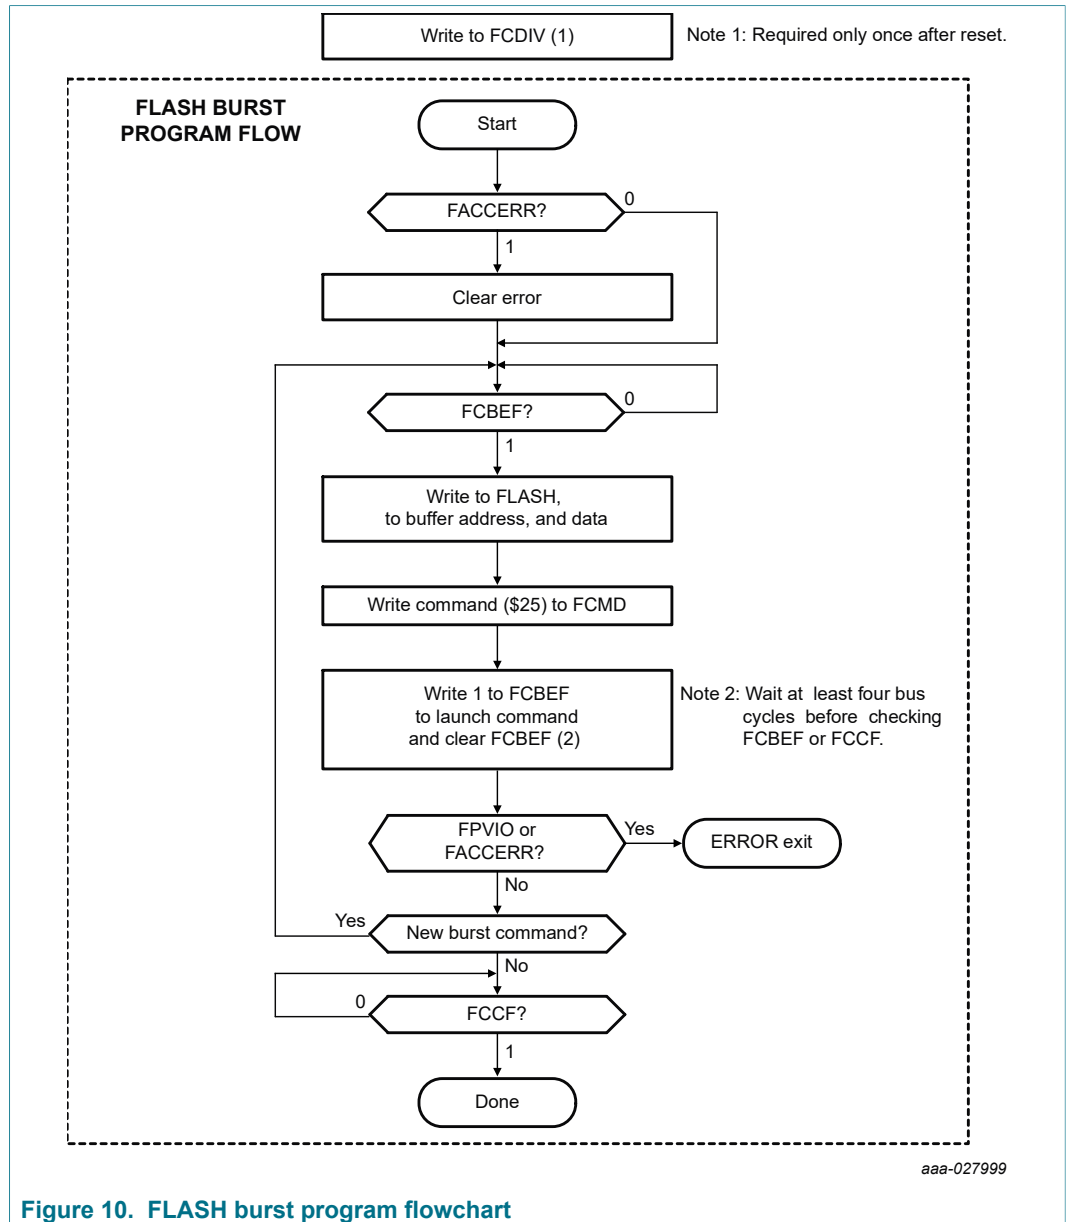 Write to FCDIV (1)
Note 1: Required only once after reset.
FLASH BURST
PROGRAM FLOW
Start
FACCERR?
0
1
Clear error
FCBEF?
0
1
Write to FLASH,
to buffer address, and data
Write command ($25) to FCMD
Write 1 to FCBEF
to launch command
and clear FCBEF (2)
Note 2: Wait at least four bus
cycles before checking
FCBEF or FCCF.
FPVIO or
FACCERR?
Yes
ERROR exit
No
Yes
New burst command?
No
0
FCCF?
1
Done
aaa-027999
Figure 10. FLASH burst program flowchart